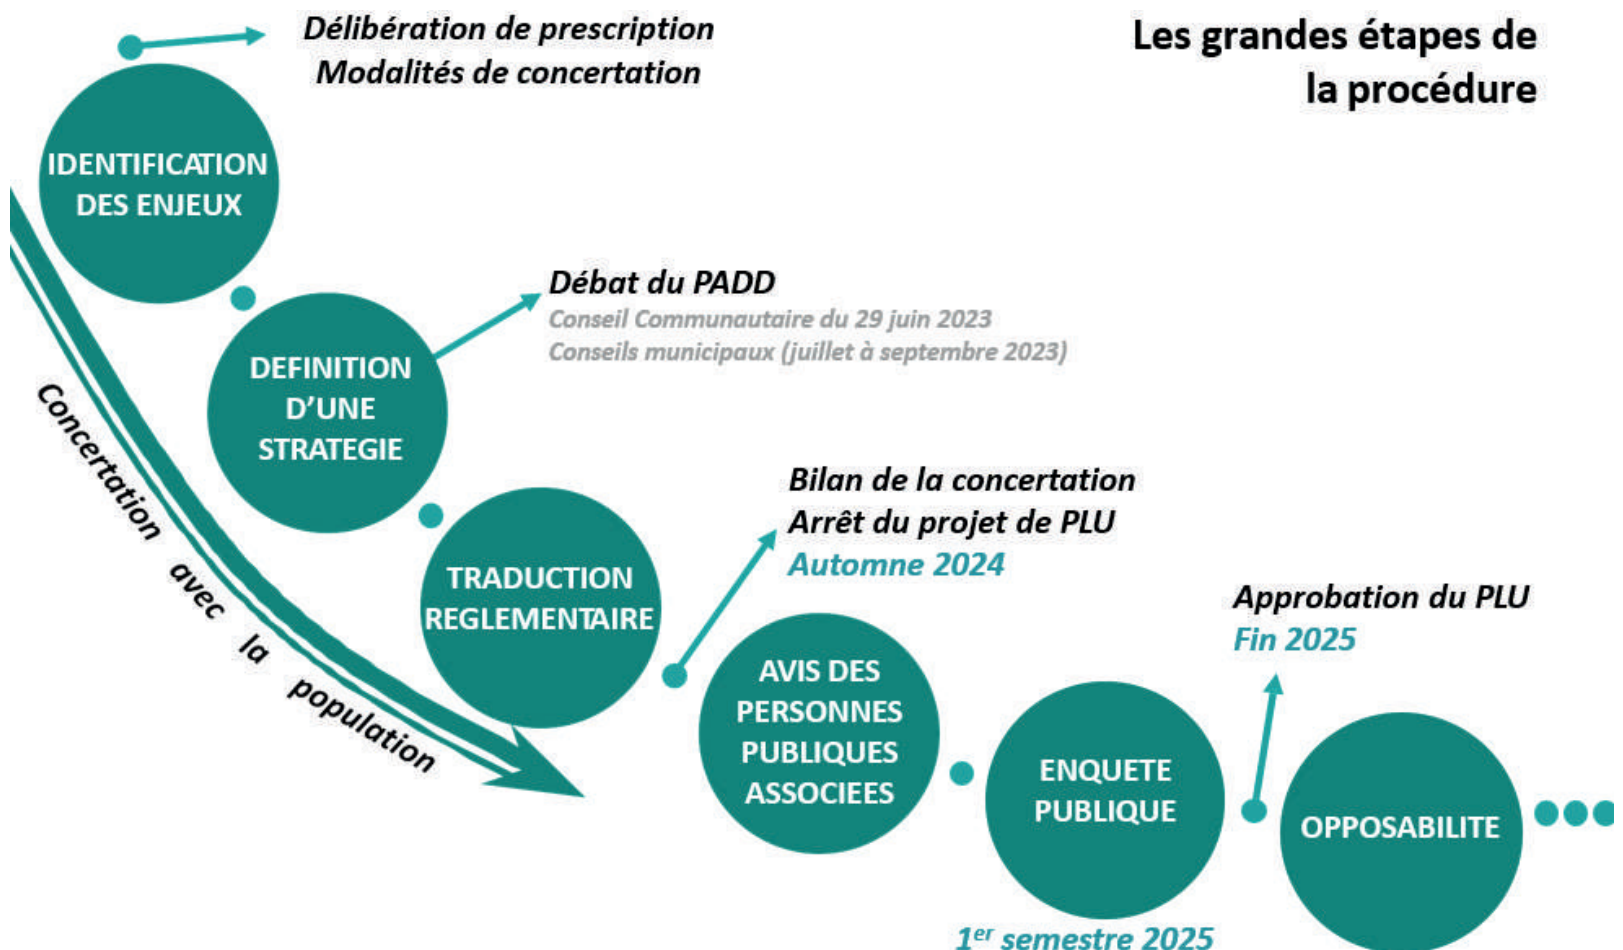 Les grandes étapes de
la procédure
Délibération de prescription
Modalités de concertation
IDENTIFICATION
DES ENJEUX
Débat du PADD
Conseil Communautaire du 29 juin 2023
Conseils municipaux (juillet à septembre 2023)
DEFINITION
D’UNE
STRATEGIE
Concertation avec la population
TRADUCTION
REGLEMENTAIRE
Bilan de la concertation
Arrêt du projet de PLU
Automne 2024
AVIS DES
PERSONNES
PUBLIQUES
ASSOCIEES
ENQUETE
PUBLIQUE
1er semestre 2025
Approbation du PLU
Fin 2025
OPPOSABILITE